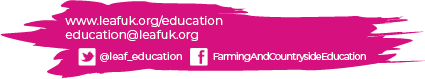 www.leafuk.org/education
education@leafuk.org
@leaf_education FarmingAndCountrysideEducation